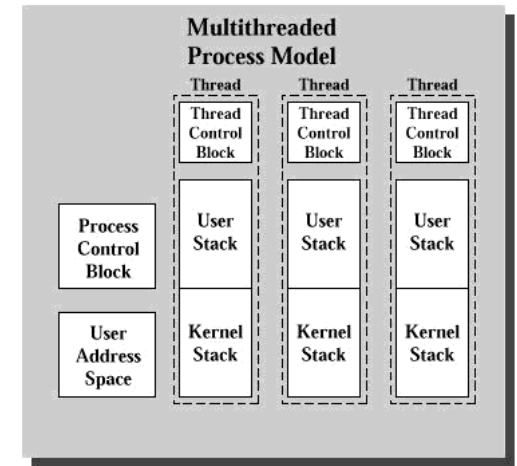 Multithreaded
Process Model
Thread Thread Thread
Thread Control Block
Thread Control Block
Thread Control Block
Process Control Block
User Stack
User Stack
User Stack
User Address Space
Kernel Stack
Kernel Stack
Kernel Stack